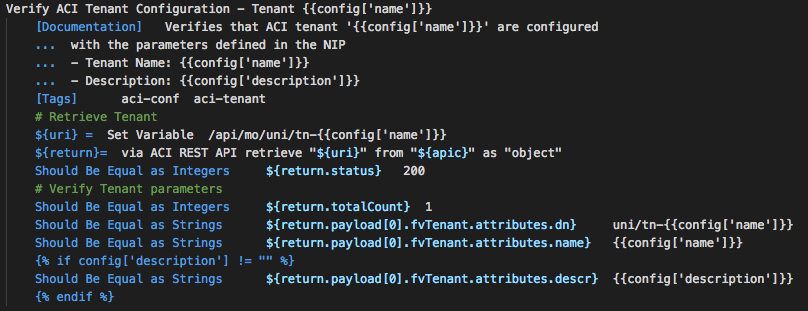 Verify ACI Tenant Configuration - Tenant {{config['name']}}
[Documentation]   Verifies that ACI tenant '{{config['name']}}' are configured
...  with the parameters defined in the NIP
...  - Tenant Name: {{config['name']}}
...  - Description: {{config['description']}}
[Tags]      aci-conf  aci-tenant
# Retrieve Tenant
${uri} =  Set Variable  /api/mo/uni/tn-{{config['name']}}
${return}=  via ACI REST API retrieve "${uri}" from "${apic}" as "object"
Should Be Equal as Integers     ${return.status}   200
# Verify Tenant parameters
Should Be Equal as Integers     ${return.totalCount}  1
Should Be Equal as Strings      ${return.payload[0].fvTenant.attributes.dn}     uni/tn-{{config['name']}}
Should Be Equal as Strings      ${return.payload[0].fvTenant.attributes.name}   {{config['name']}}
{% if config['description'] != "" %}
Should Be Equal as Strings      ${return.payload[0].fvTenant.attributes.descr}  {{config['description']}}
{% endif %}